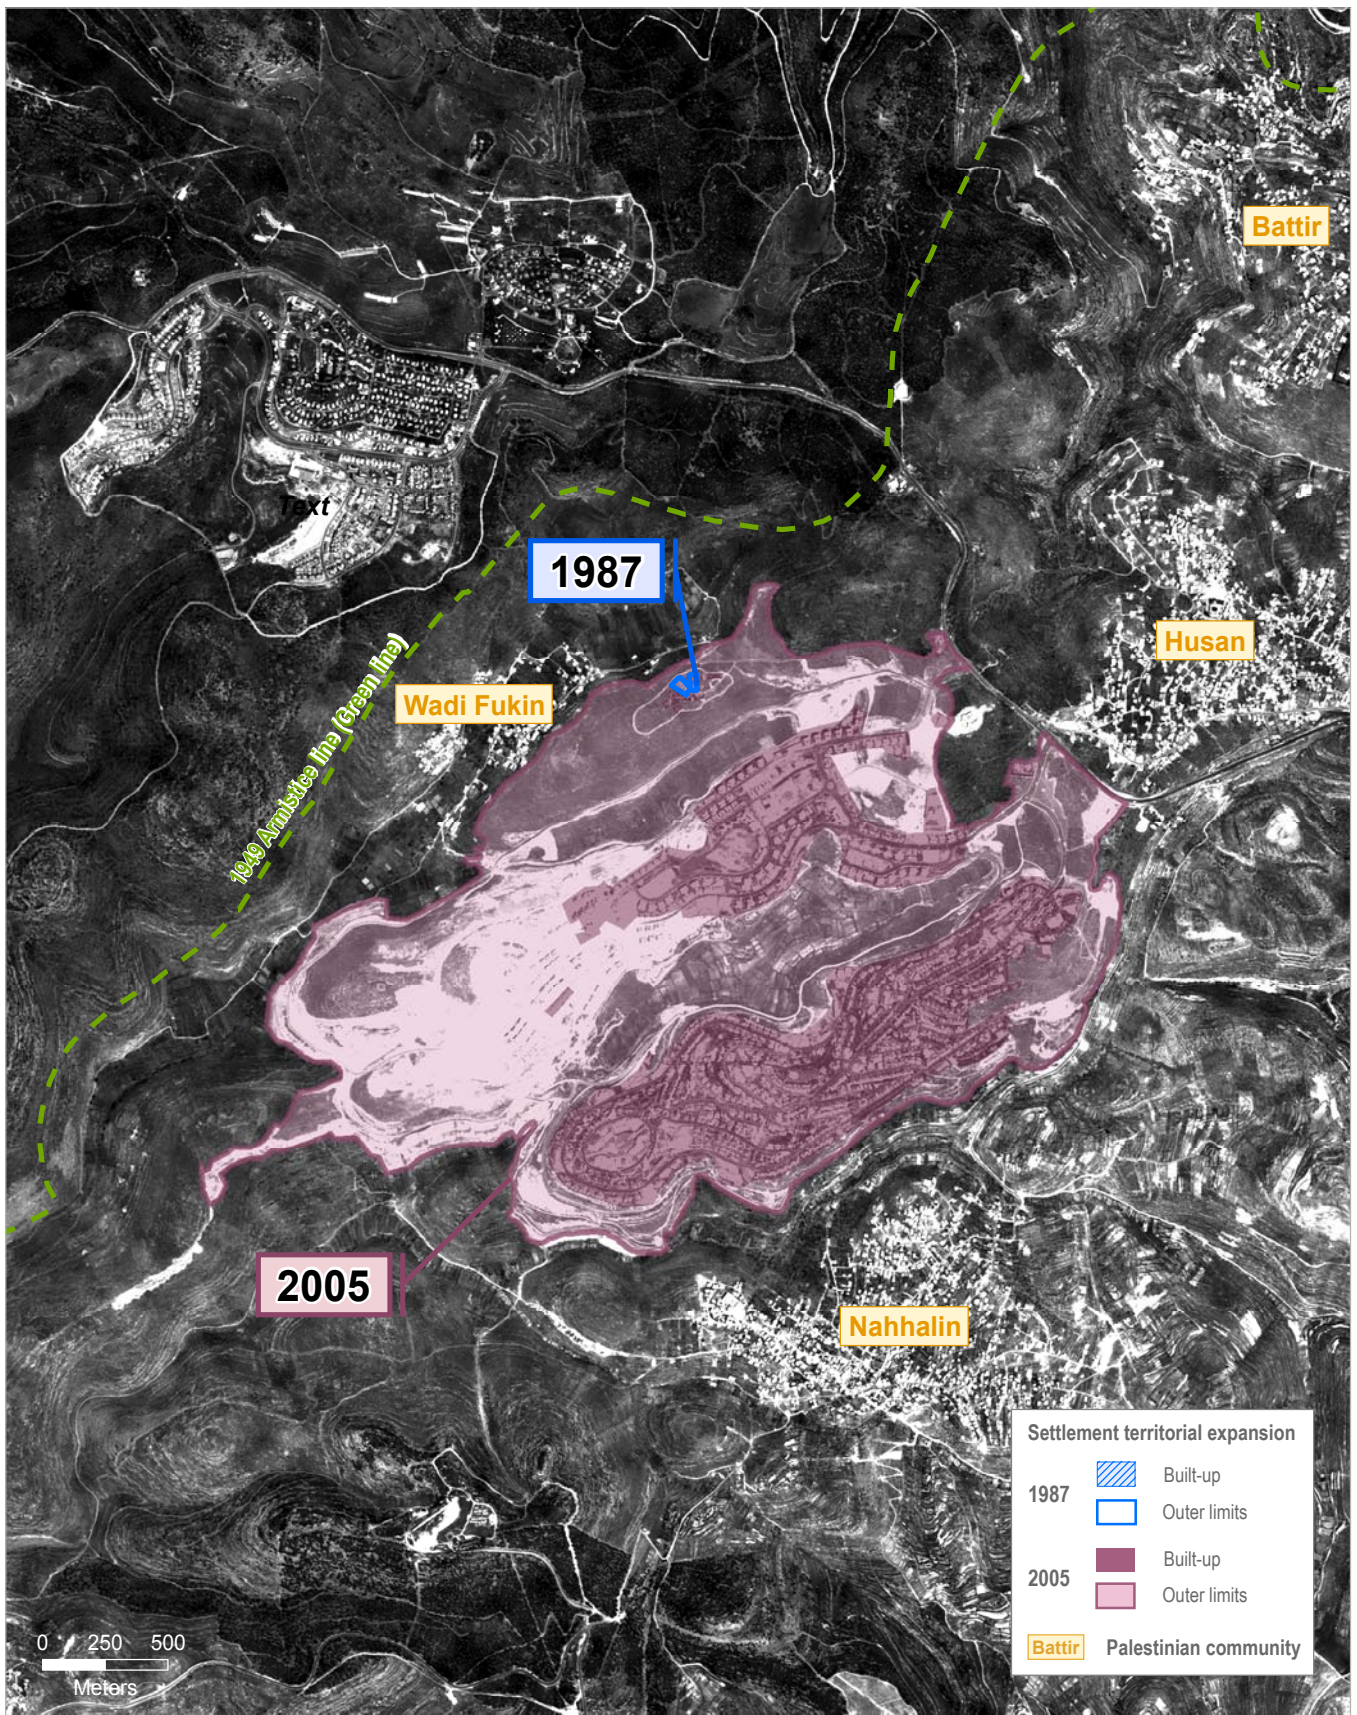 Battir
Text
1987
Husan
Wadi Fukin
1949 Armistice line (Green line)
2005
Nahhalin
Settlement territorial expansion
1987
Built-up
Outer limits
2005
Built-up
Outer limits
Battir Palestinian community
0 250 500
Meters